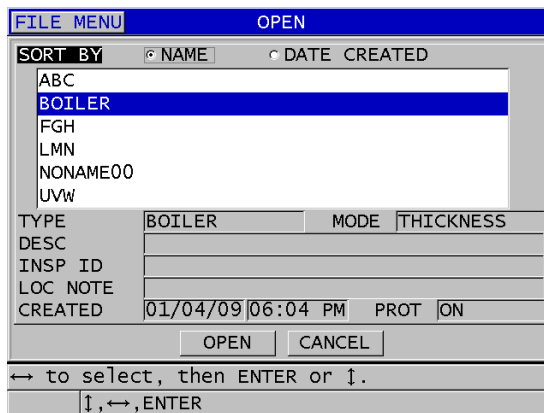 FILE MENU OPEN
SORT BY NAME DATE CREATED
ABC
BOILER
FGH
LMN
NONAME00
UVW
TYPE BOILER MODE THICKNESS
DESC
INSP ID
LOC NOTE
CREATED 01/04/09 06:04 PM PROT ON
OPEN CANCEL
↔ to select, then ENTER or ↕.
↕,↔,ENTER